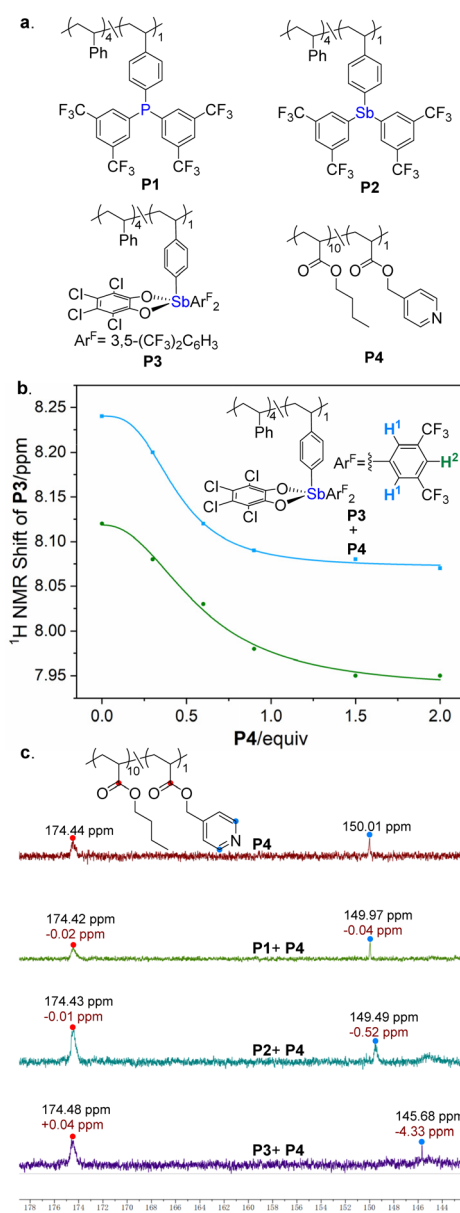 a.
4 1
Ph
CF3 P CF3
CF3 CF3
P1
4 1
Ph
CF3 Sb CF3
CF3 CF3
P2
4 1
Ph
Cl
Cl O
Cl O SbArF2
Cl
ArF= 3,5-(CF3)2C6H3
P3
10 1
O O
O O
N
P4
b.
8.25
8.20
8.15
8.10
8.05
8.00
7.95
1H NMR Shift of P3/ppm
4 1
Ph
Cl
Cl O
Cl O SbArF2
Cl
P3
+
P4
ArF=
H1 CF3
H2
H1 CF3
0.0 0.5 1.0 1.5 2.0
P4/equiv
c.
10 1
O O
O O
N
174.44 ppm
150.01 ppm
P4
174.42 ppm
-0.02 ppm
149.97 ppm
-0.04 ppm
P1+ P4
174.43 ppm
-0.01 ppm
149.49 ppm
-0.52 ppm
P2+ P4
174.48 ppm
+0.04 ppm
145.68 ppm
-4.33 ppm
P3+ P4
178 176 174 172 170 168 166 164 162 160 158 156 154 152 150 148 146 144